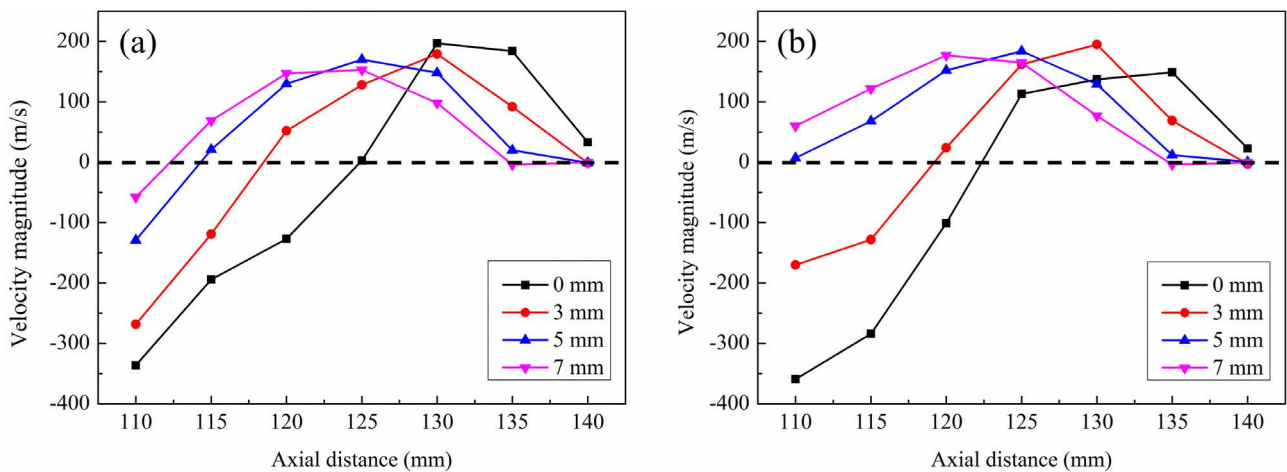 (a)
Velocity magnitude (m/s)
200
100
0
-100
-200
-300
-400
0 mm
3 mm
5 mm
7 mm
110 115 120 125 130 135 140
Axial distance (mm)
(b)
Velocity magnitude (m/s)
200
100
0
-100
-200
-300
-400
0 mm
3 mm
5 mm
7 mm
110 115 120 125 130 135 140
Axial distance (mm)